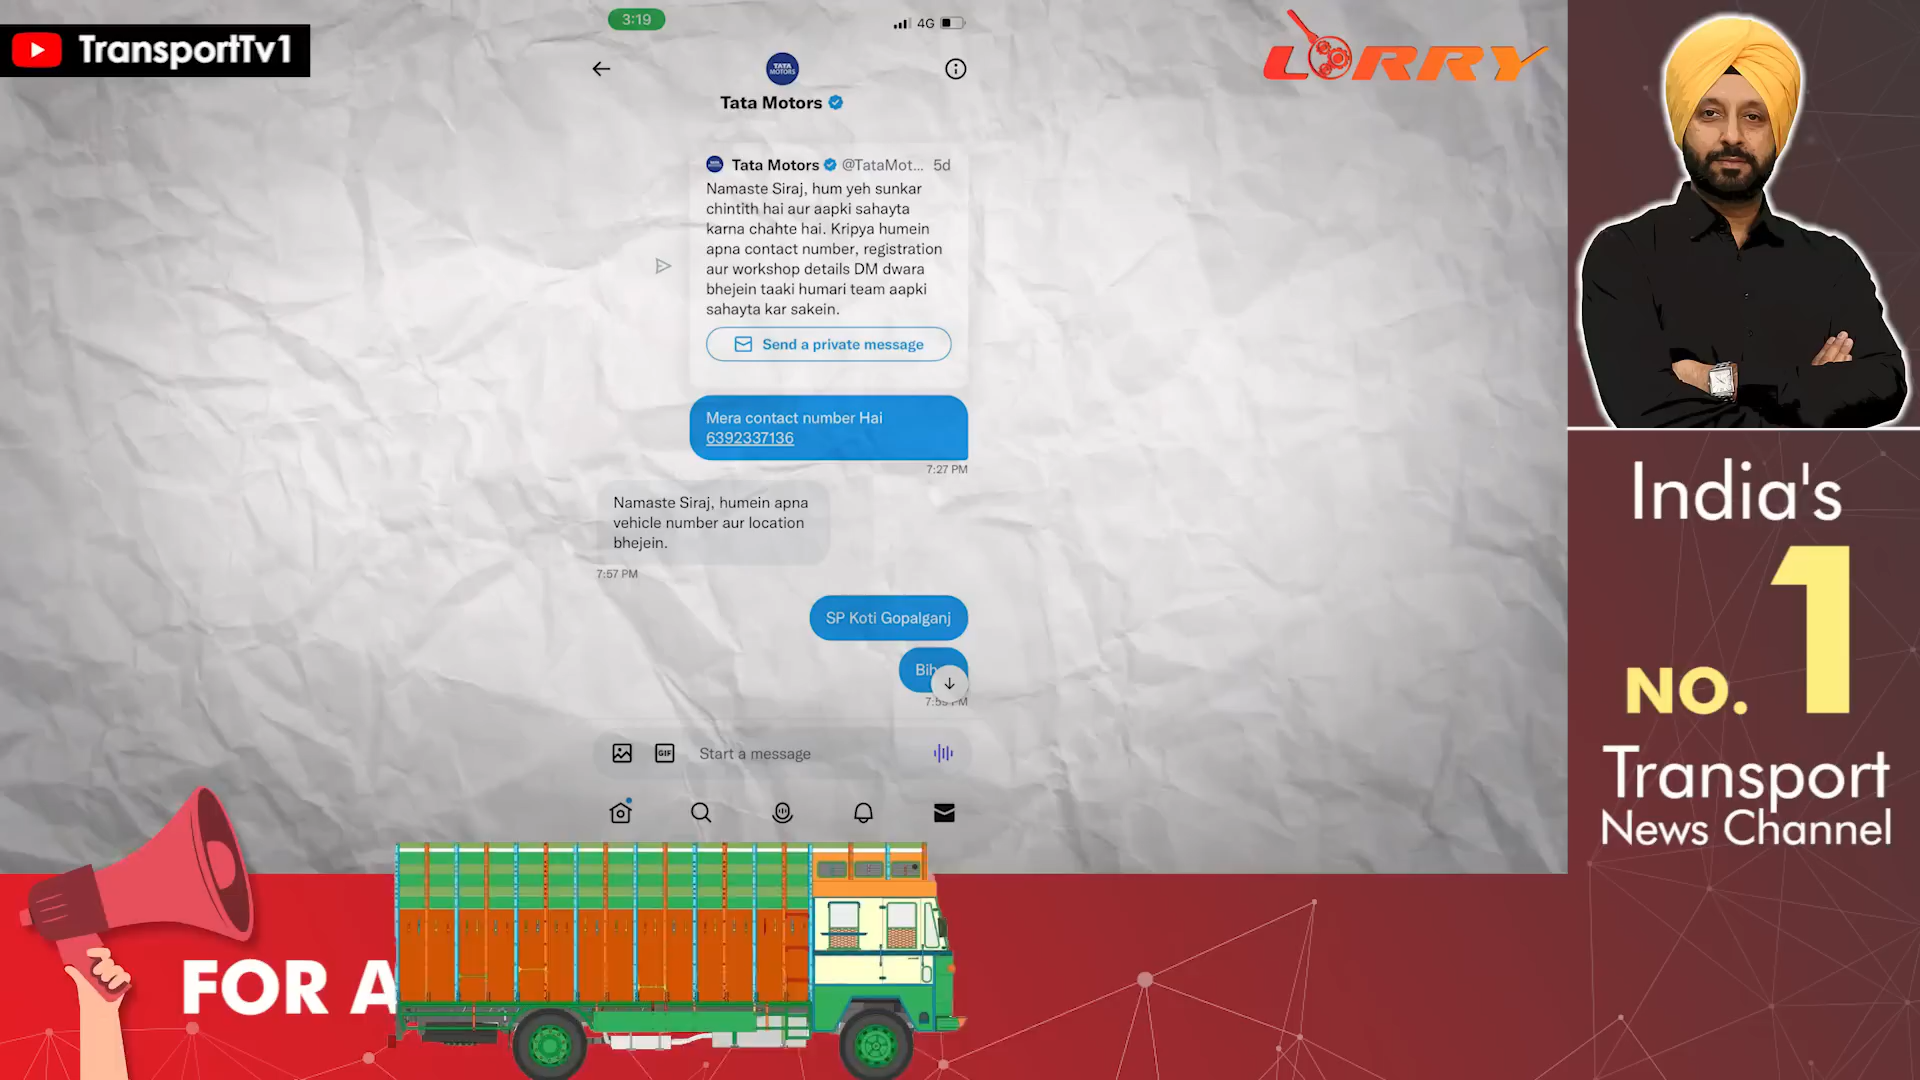 TransportTv1
3:19
4G
TATA
MOTORS
Tata Motors
LORRY
Tata Motors @TataMot... 5d
Namaste Siraj, hum yeh sunkar
chintith hai aur aapki sahayta
karna chahte hai. Kripya humein
apna contact number, registration
aur workshop details DM dwara
bhejein taaki humari team aapki
sahayta kar sakein.
Send a private message
Mera contact number Hai
6392337136
7:27 PM
Namaste Siraj, humein apna
vehicle number aur location
bhejein.
7:57 PM
SP Koti Gopalganj
GIF
Start a message
India's
NO. 1
Transport
News Channel
FOR A